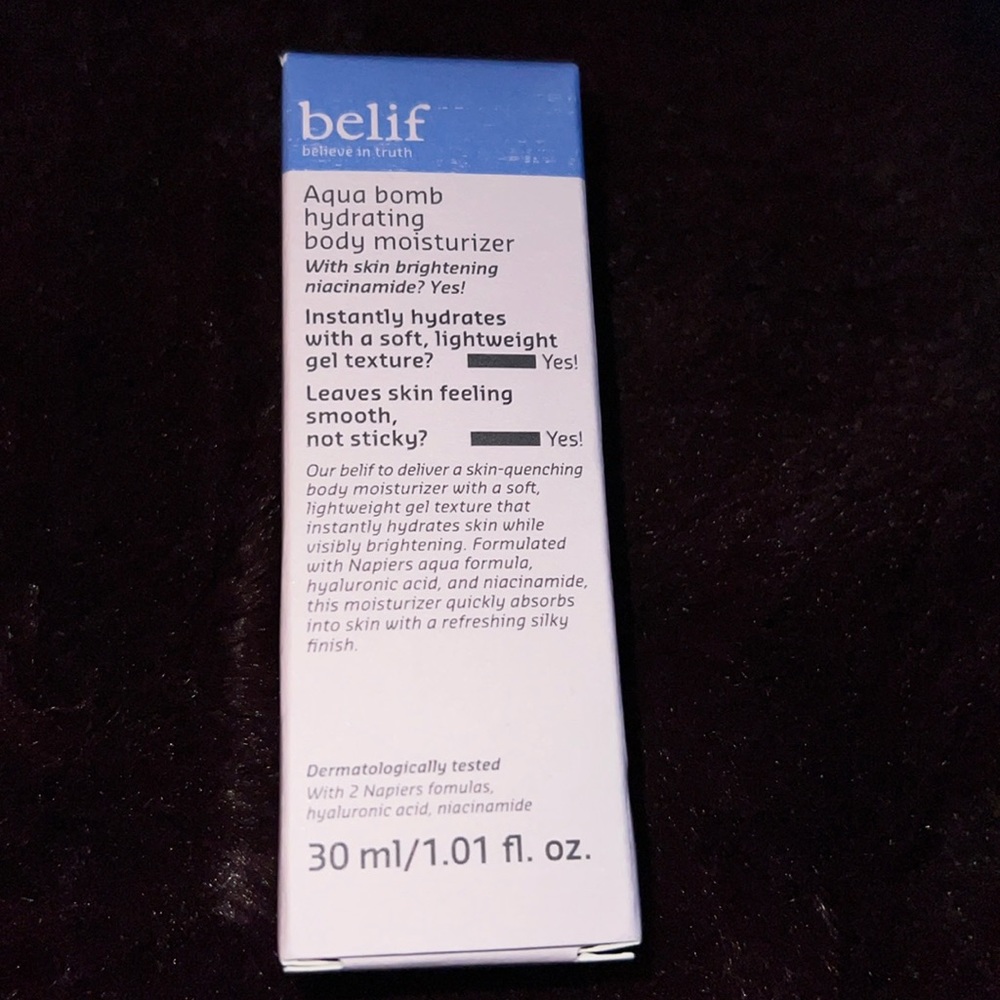 belif
believe in truth
Aqua bomb
hydrating
body moisturizer
With skin brightening
niacinamide? Yes!
Instantly hydrates
with a soft, lightweight
gel texture? Yes!
Leaves skin feeling
smooth,
not sticky? Yes!
Our belif to deliver a skin-quenching
body moisturizer with a soft,
lightweight gel texture that
instantly hydrates skin while
visibly brightening. Formulated
with Napiers aqua formula,
hyaluronic acid, and niacinamide,
this moisturizer quickly absorbs
into skin with a refreshing silky
finish.
Dermatologically tested
With 2 Napiers fomulas,
hyaluronic acid, niacinamide
30 ml/1.01 fl. oz.